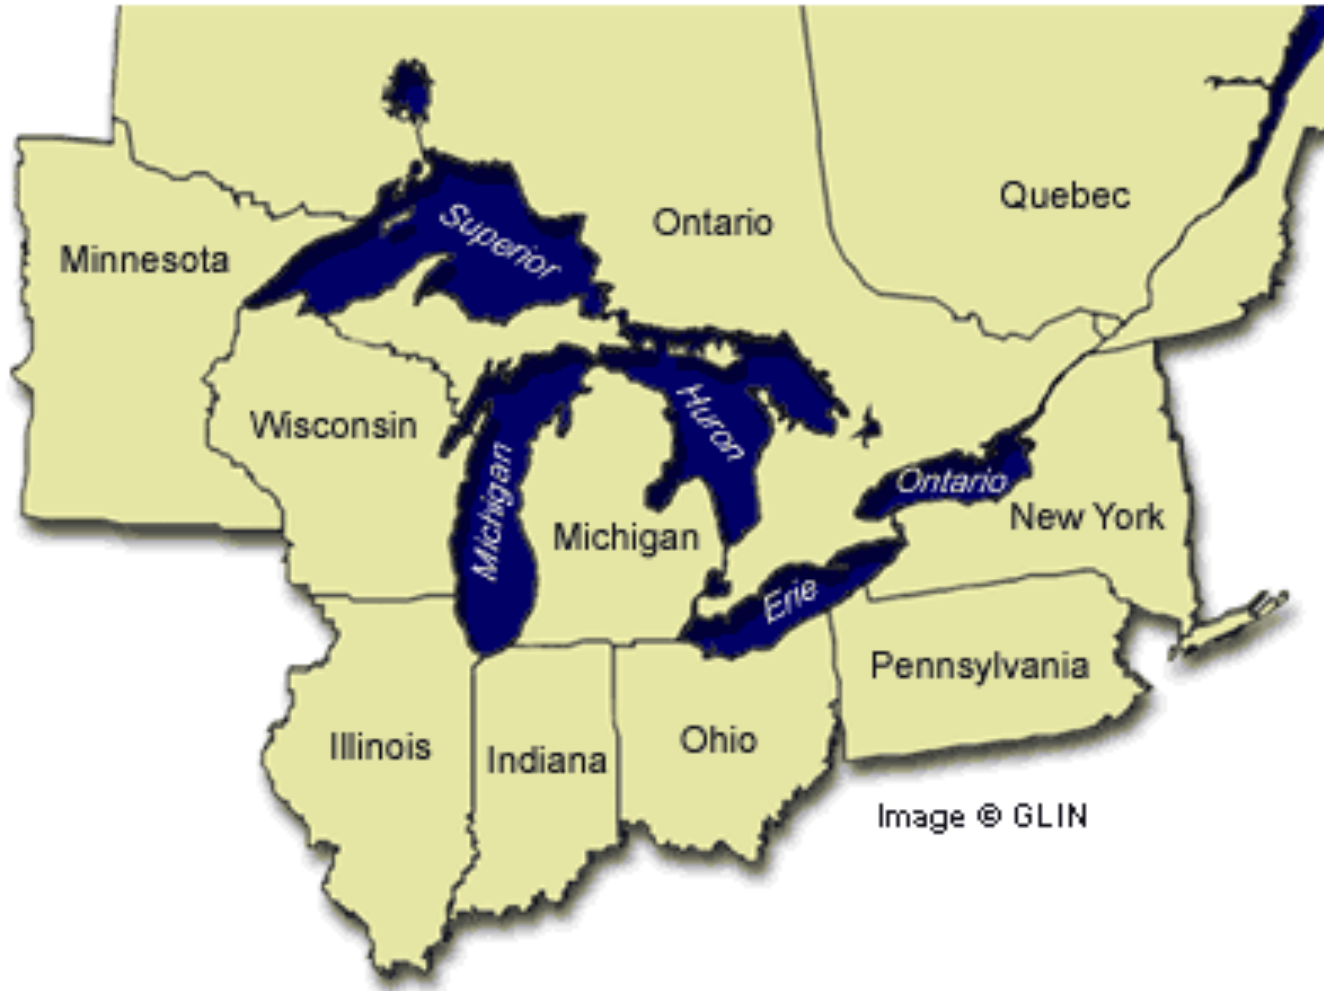 Quebec
Ontario
Superior
Minnesota
Huron
Wisconsin
Ontario
Michigan
New York
Michigan
Erie
Pennsylvania
Illinois
Indiana
Ohio
Image © GLIN